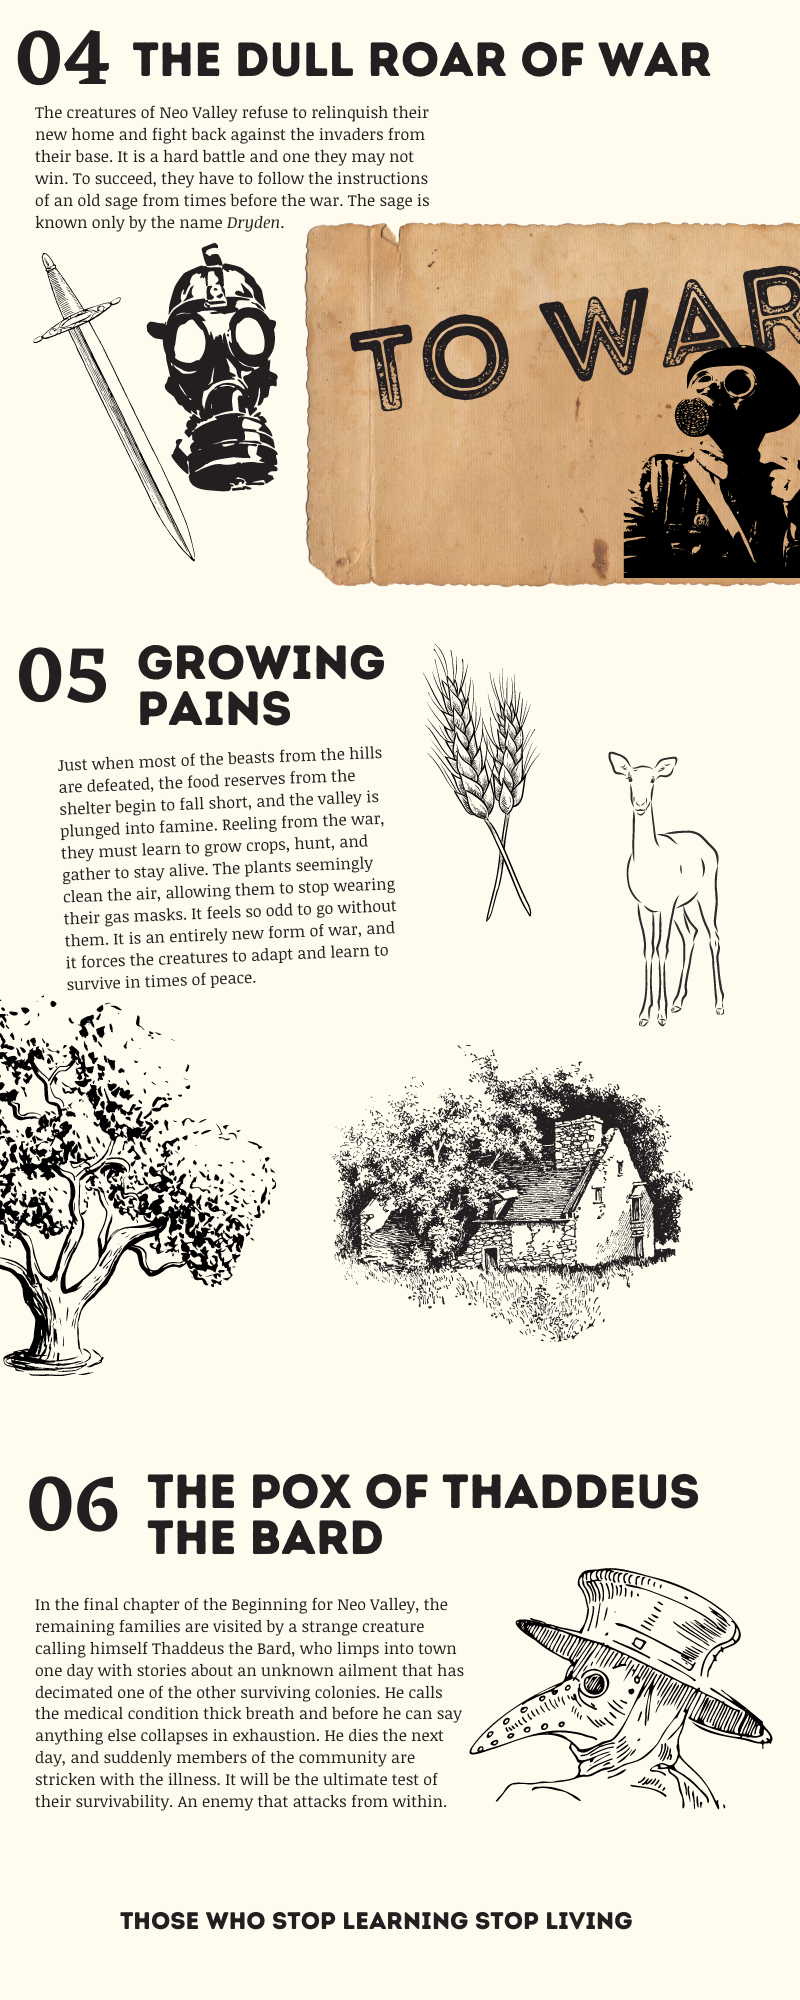 04 THE DULL ROAR OF WAR
The creatures of Neo Valley refuse to relinquish their
new home and fight back against the invaders from
their base. It is a hard battle and one they may not
win. To succeed, they have to follow the instructions
of an old sage from times before the war. The sage is
known only by the name Dryden.
TO WAR
05 GROWING
PAINS
Just when most of the beasts from the hills
are defeated, the food reserves from the
shelter begin to fall short, and the valley is
plunged into famine. Reeling from the war,
they must learn to grow crops, hunt, and
gather to stay alive. The plants seemingly
clean the air, allowing them to stop wearing
their gas masks. It feels so odd to go without
them. It is an entirely new form of war, and
it forces the creatures to adapt and learn to
survive in times of peace.
06 THE POX OF THADDEUS
THE BARD
In the final chapter of the Beginning for Neo Valley, the
remaining families are visited by a strange creature
calling himself Thaddeus the Bard, who limps into town
one day with stories about an unknown ailment that has
decimated one of the other surviving colonies. He calls
the medical condition thick breath and before he can say
anything else collapses in exhaustion. He dies the next
day, and suddenly members of the community are
stricken with the illness. It will be the ultimate test of
their survivability. An enemy that attacks from within.
THOSE WHO STOP LEARNING STOP LIVING